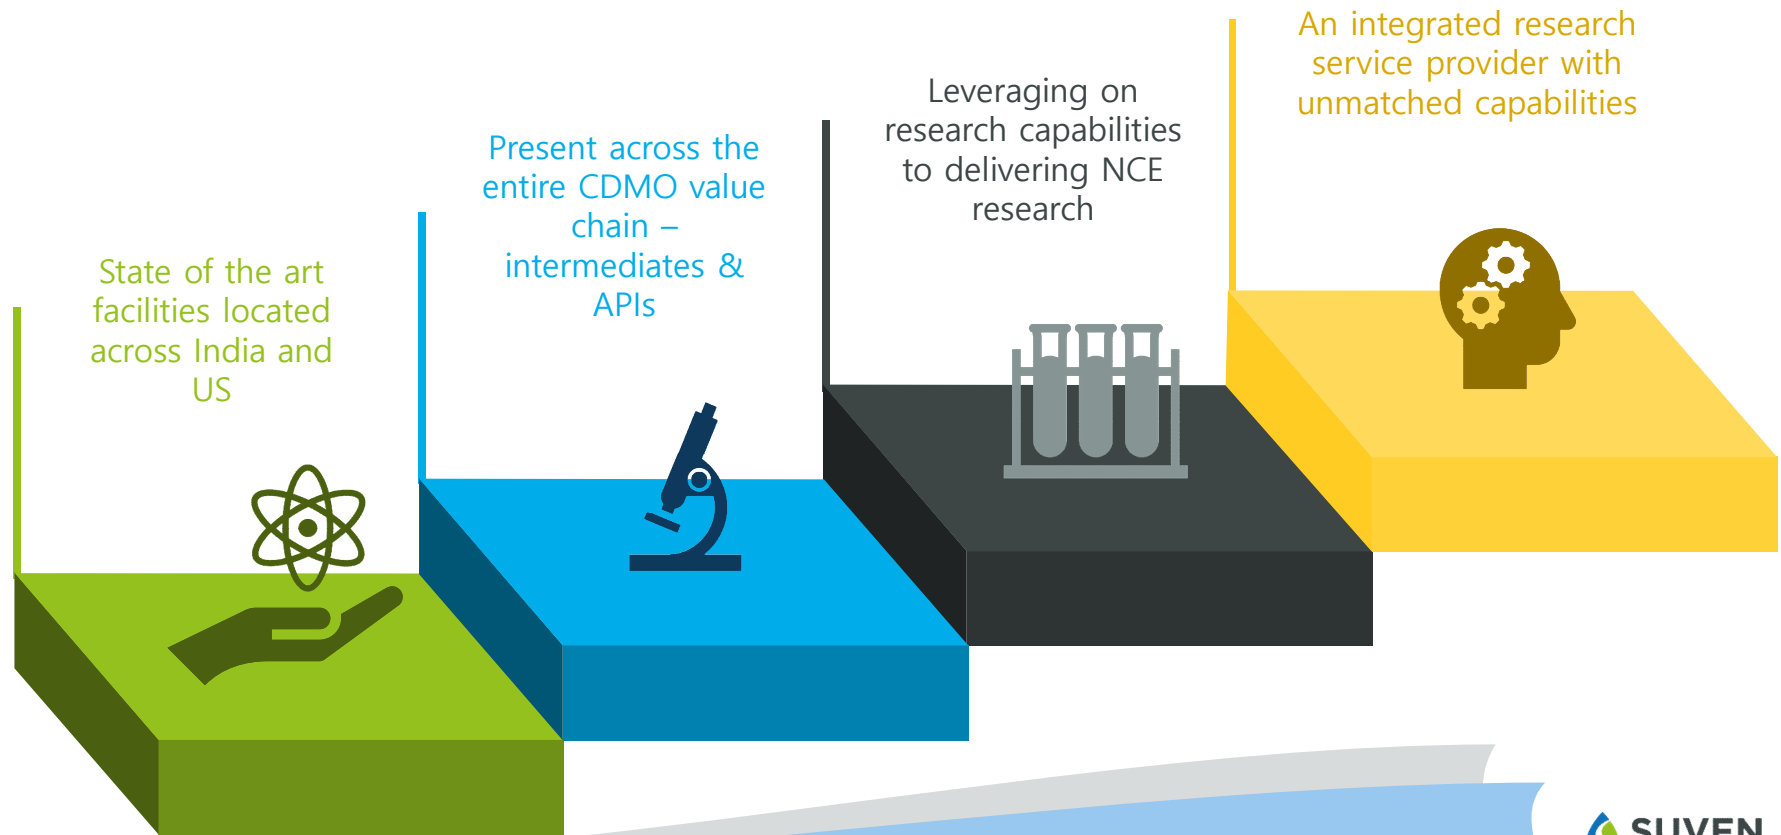 State of the art
facilities located
across India and
US
Present across the
entire CDMO value
chain –
intermediates &
APIs
Leveraging on
research capabilities
to delivering NCE
research
An integrated research
service provider with
unmatched capabilities
SUVEN